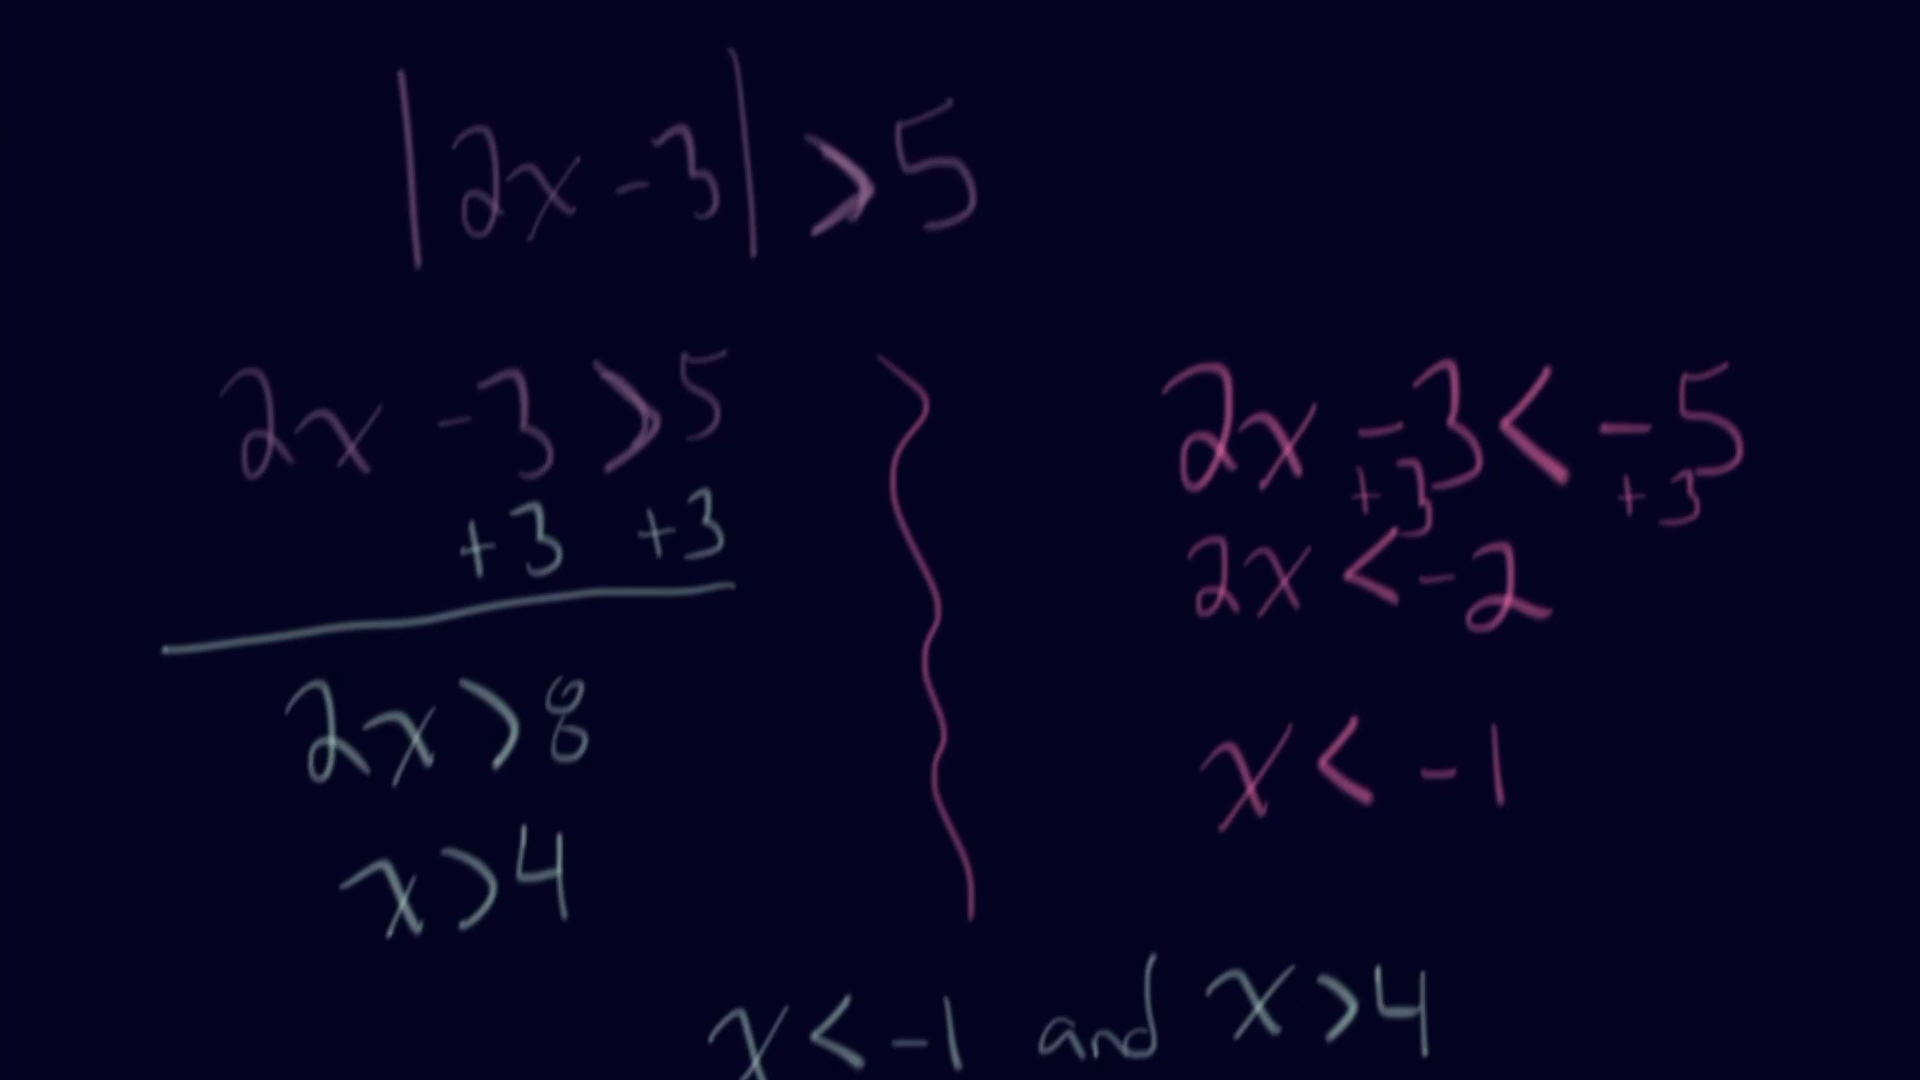 |2x - 3| > 5
2x - 3 > 5
+3 +3
2x > 8
x > 4
2x - 3 < - 5
+3 +3
2x < - 2
x < - 1
x < - 1 and x > 4